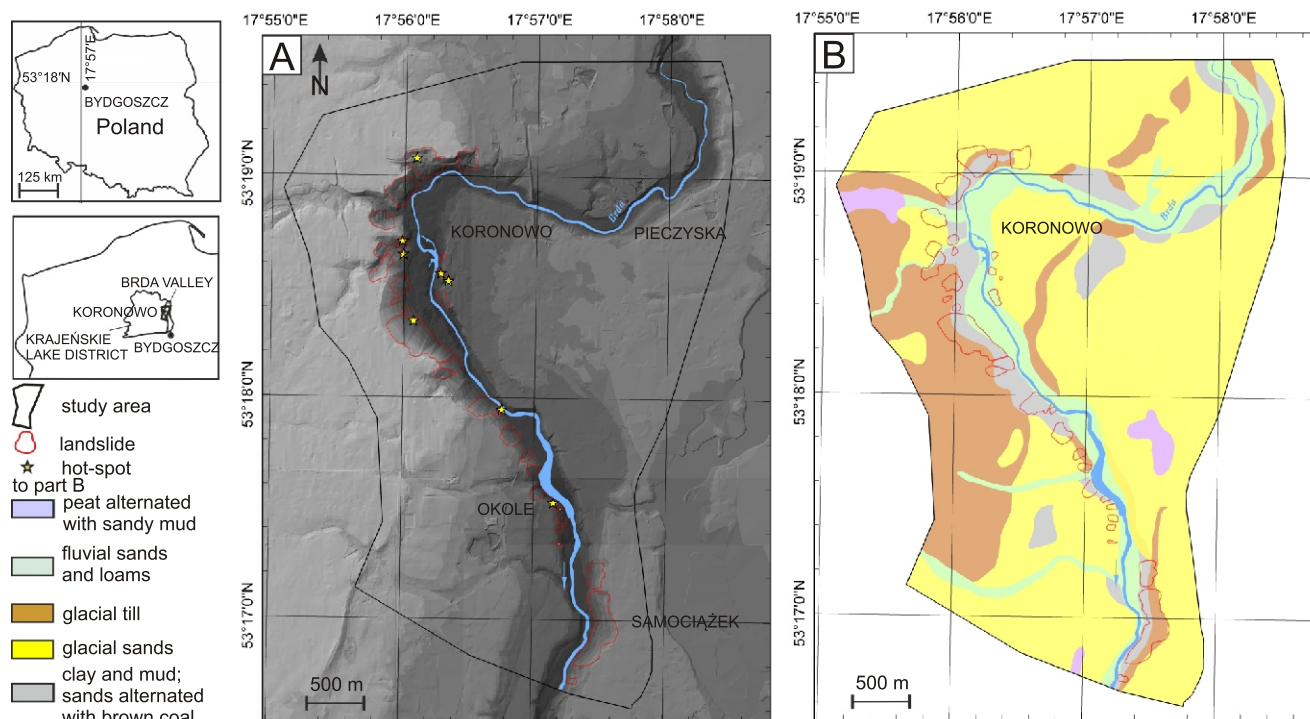 53°18'N
17°57'E
BYDGOSZCZ
Poland
125 km
BRDA VALLEY
KORONOWO
KRAJEŃSKIE
LAKE DISTRICT
BYDGOSZCZ
study area
landslide
hot-spot
to part B
peat alternated
with sandy mud
fluvial sands
and loams
glacial till
glacial sands
clay and mud;
sands alternated
with brown coal
17°55'0"E 17°56'0"E 17°57'0"E 17°58'0"E
A
N
53°19'0"N
53°18'0"N
53°17'0"N
Brda
KORONOWO
PIECZYSKA
OKOLE
SAMOCIĄŻEK
500 m
17°55'0"E 17°56'0"E 17°57'0"E 17°58'0"E
B
53°19'0"N
53°18'0"N
53°17'0"N
Brda
KORONOWO
500 m